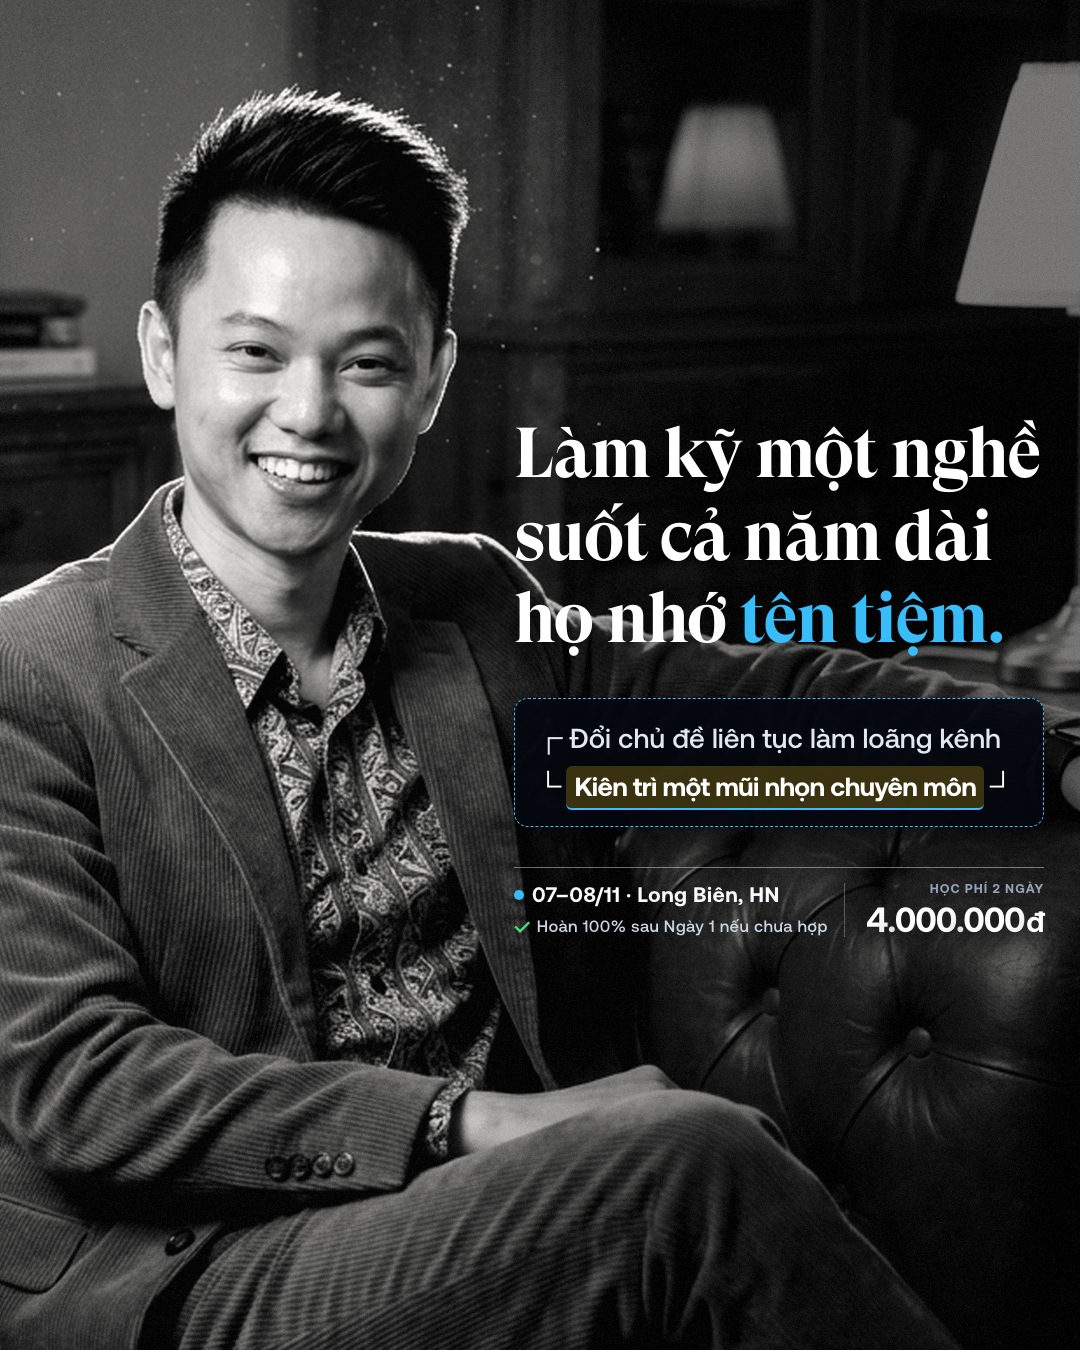 Làm kỹ một nghề
suốt cả năm dài
họ nhớ tên tiệm.
Đổi chủ đề liên tục làm loãng kênh
Kiên trì một mũi nhọn chuyên môn
07–08/11 · Long Biên, HN
Hoàn 100% sau Ngày 1 nếu chưa hợp
HỌC PHÍ 2 NGÀY
4.000.000đ